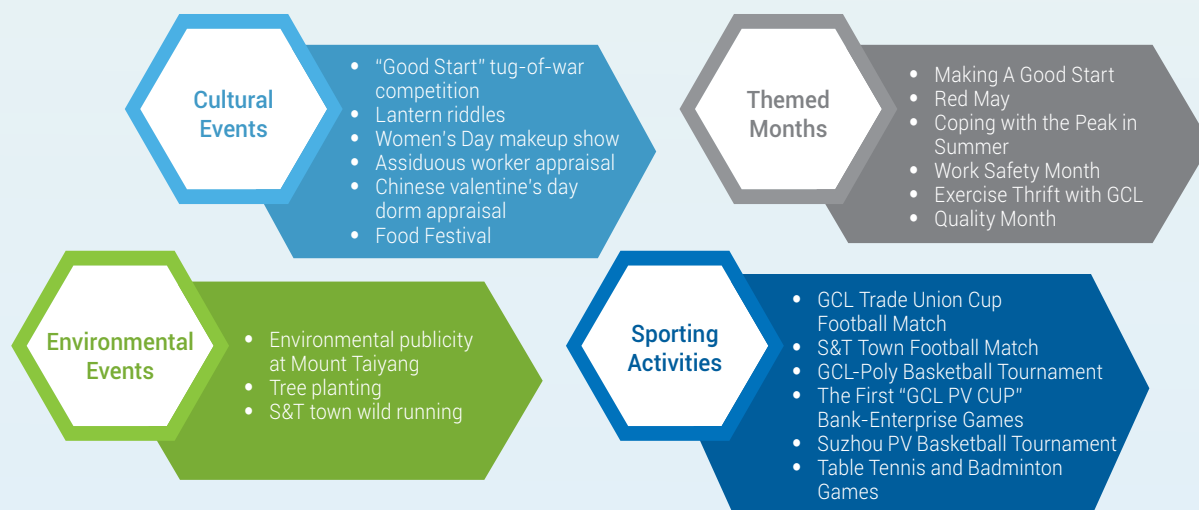 Cultural
Events
• “Good Start” tug-of-war
competition
• Lantern riddles
• Women’s Day makeup show
• Assiduous worker appraisal
• Chinese valentine’s day
dorm appraisal
• Food Festival
Themed
Months
• Making A Good Start
• Red May
• Coping with the Peak in
Summer
• Work Safety Month
• Exercise Thrift with GCL
• Quality Month
Environmental
Events
• Environmental publicity
at Mount Taiyang
• Tree planting
• S&T town wild running
Sporting
Activities
• GCL Trade Union Cup
Football Match
• S&T Town Football Match
• GCL-Poly Basketball Tournament
• The First “GCL PV CUP”
Bank-Enterprise Games
• Suzhou PV Basketball Tournament
• Table Tennis and Badminton
Games